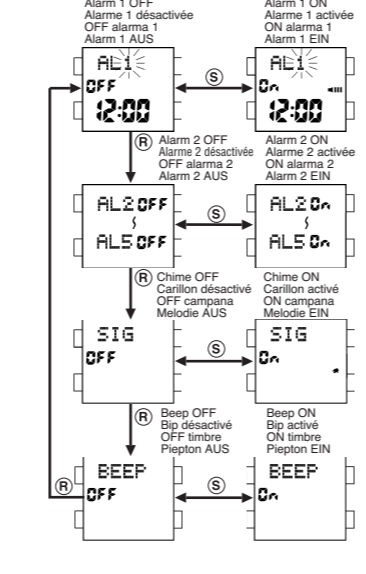 Alarm 1 OFF
Alarme 1 désactivée
OFF alarma 1
Alarm 1 AUS
Alarm 1 ON
Alarme 1 activée
ON alarma 1
Alarm 1 EIN
AL1
OFF
12:00
S
AL1
On
12:00
R
Alarm 2 OFF
Alarme 2 désactivée
OFF alarma 2
Alarm 2 AUS
Alarm 2 ON
Alarme 2 activée
ON alarma 2
Alarm 2 EIN
AL2 OFF
AL5 OFF
S
AL2 On
AL5 On
R
Chime OFF
Carillon désactivé
OFF campana
Melodie AUS
Chime ON
Carillon activé
ON campana
Melodie EIN
SIG
OFF
S
SIG
On
R
Beep OFF
Bip désactivé
OFF timbre
Piepton AUS
Beep ON
Bip activé
ON timbre
Piepton EIN
R
BEEP
OFF
S
BEEP
On